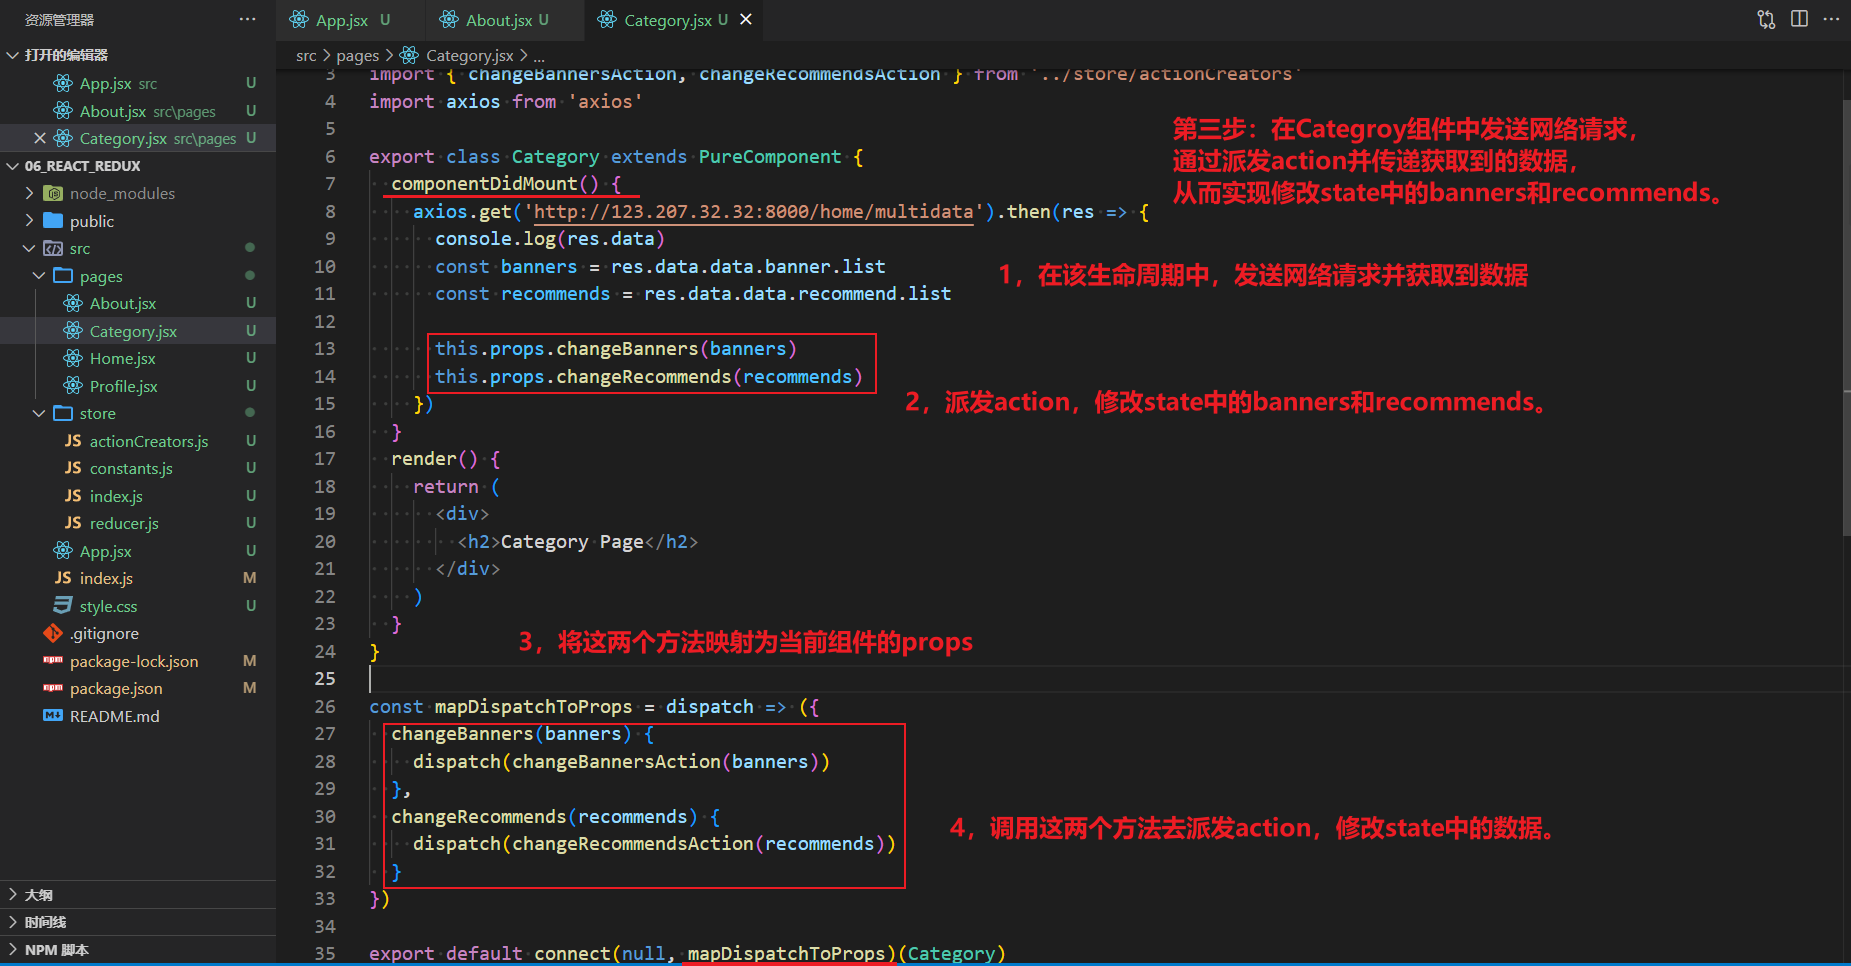 资源管理器 ···
打开的编辑器
App.jsx src U
About.jsx src\pages U
Category.jsx src\pages U
06_REACT_REDUX
node_modules
public
src
pages
About.jsx U
Category.jsx U
Home.jsx U
Profile.jsx U
store
actionCreators.js U
constants.js U
index.js U
reducer.js U
App.jsx U
index.js M
style.css U
.gitignore
package-lock.json M
package.json M
README.md
大纲
时间线
NPM 脚本
App.jsx U About.jsx U Category.jsx U
src > pages > Category.jsx > ...
3 import { changeBannersAction, changeRecommendsAction } from '../store/actionCreators'
4 import axios from 'axios'
5
6 export class Category extends PureComponent {
7 componentDidMount() {
8 axios.get('http://123.207.32.32:8000/home/multidata').then(res => {
9 console.log(res.data)
10 const banners = res.data.data.banner.list
11 const recommends = res.data.data.recommend.list
12
13 this.props.changeBanners(banners)
14 this.props.changeRecommends(recommends)
15 })
16 }
17 render() {
18 return (
19 <div>
20 <h2>Category Page</h2>
21 </div>
22 )
23 }
24 }
25
26 const mapDispatchToProps = dispatch => ({
27 changeBanners(banners) {
28 dispatch(changeBannersAction(banners))
29 },
30 changeRecommends(recommends) {
31 dispatch(changeRecommendsAction(recommends))
32 }
33 })
34
35 export default connect(null, mapDispatchToProps)(Category)
第三步：在Categroy组件中发送网络请求，
通过派发action并传递获取到的数据，
从而实现修改state中的banners和recommends。
1，在该生命周期中，发送网络请求并获取到数据
2，派发action，修改state中的banners和recommends。
3，将这两个方法映射为当前组件的props
4，调用这两个方法去派发action，修改state中的数据。